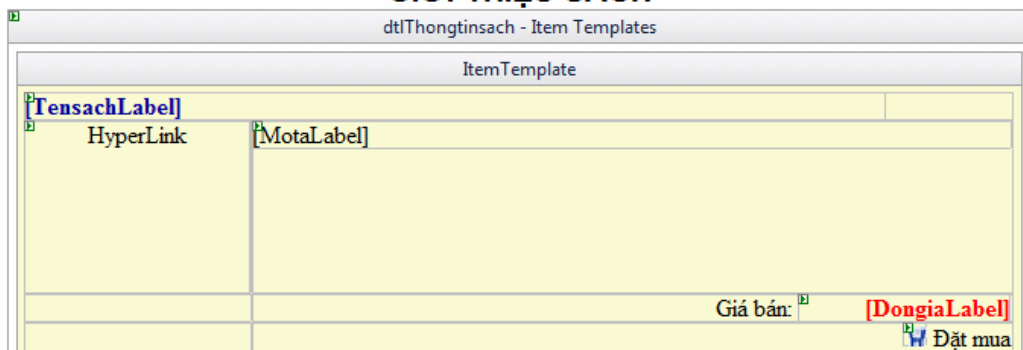 dtlThongtinsach - Item Templates
ItemTemplate
[TensachLabel]
HyperLink [MotaLabel]
Giá bán: [DongiaLabel]
Đặt mua